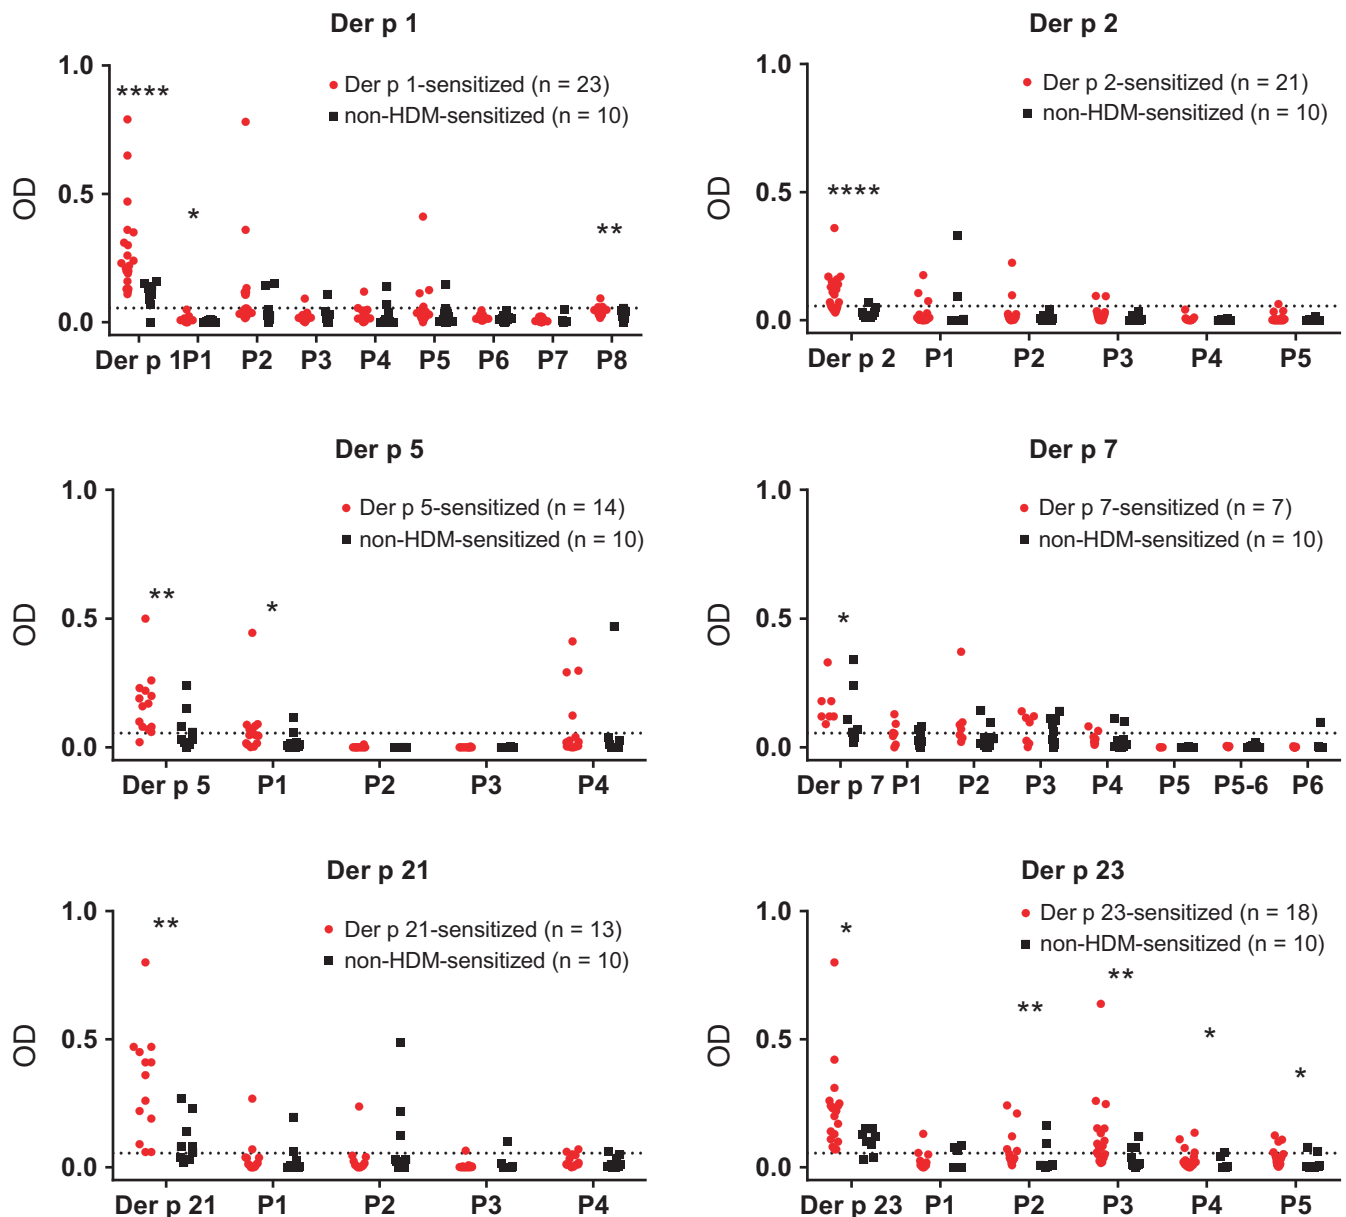 Der p 1
1.0
0.5
0.0
OD
Der p 1-sensitized (n = 23)
non-HDM-sensitized (n = 10)
****
*
**
Der p 1 P1 P2 P3 P4 P5 P6 P7 P8
Der p 2
1.0
0.5
0.0
OD
Der p 2-sensitized (n = 21)
non-HDM-sensitized (n = 10)
****
Der p 2 P1 P2 P3 P4 P5
Der p 5
1.0
0.5
0.0
OD
Der p 5-sensitized (n = 14)
non-HDM-sensitized (n = 10)
**
*
Der p 5 P1 P2 P3 P4
Der p 7
1.0
0.5
0.0
OD
Der p 7-sensitized (n = 7)
non-HDM-sensitized (n = 10)
*
Der p 7 P1 P2 P3 P4 P5 P5-6 P6
Der p 21
1.0
0.5
0.0
OD
Der p 21-sensitized (n = 13)
non-HDM-sensitized (n = 10)
**
Der p 21 P1 P2 P3 P4
Der p 23
1.0
0.5
0.0
OD
Der p 23-sensitized (n = 18)
non-HDM-sensitized (n = 10)
*
**
**
*
*
Der p 23 P1 P2 P3 P4 P5